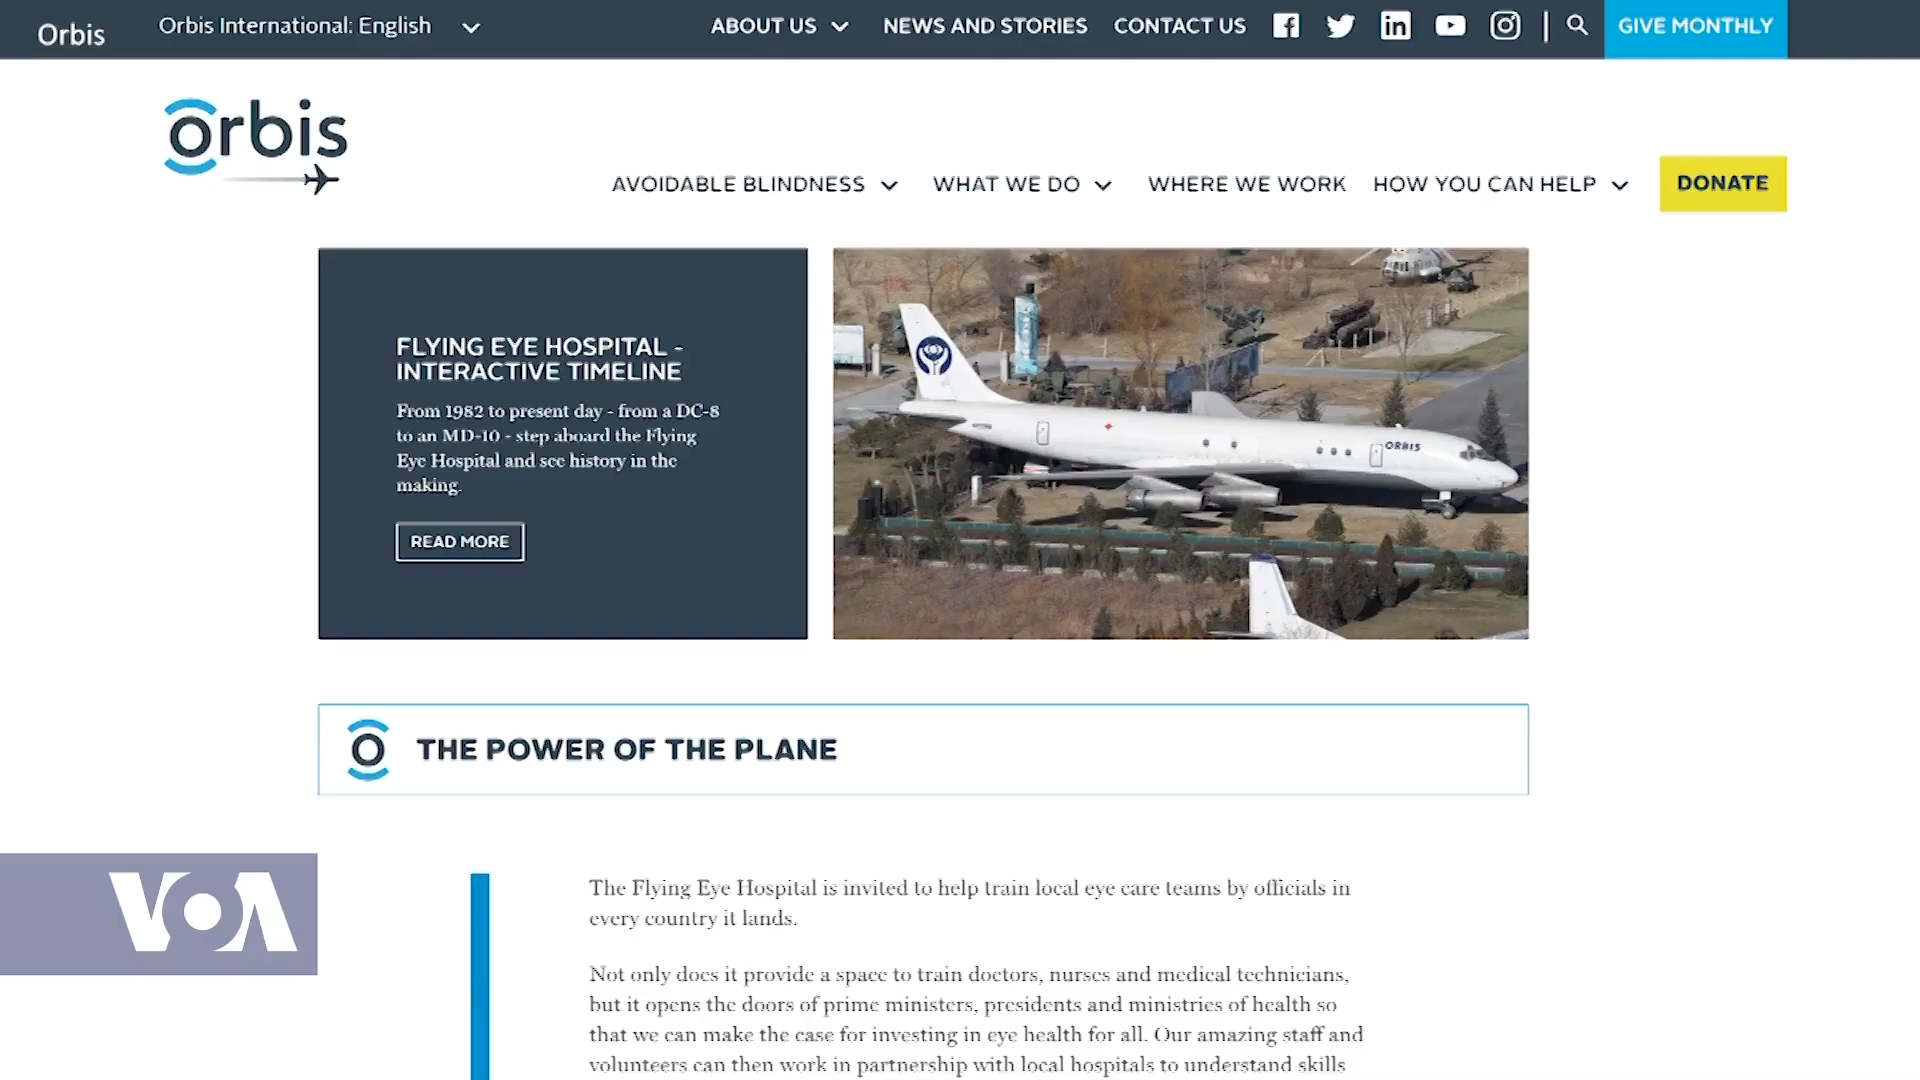 Orbis
Orbis International: English
ABOUT US
NEWS AND STORIES
CONTACT US
GIVE MONTHLY
orbis
AVOIDABLE BLINDNESS
WHAT WE DO
WHERE WE WORK
HOW YOU CAN HELP
DONATE
FLYING EYE HOSPITAL -
INTERACTIVE TIMELINE
From 1982 to present day - from a DC-8
to an MD-10 - step aboard the Flying
Eye Hospital and see history in the
making.
READ MORE
ORBIS
THE POWER OF THE PLANE
The Flying Eye Hospital is invited to help train local eye care teams by officials in
every country it lands.
Not only does it provide a space to train doctors, nurses and medical technicians,
but it opens the doors of prime ministers, presidents and ministries of health so
that we can make the case for investing in eye health for all. Our amazing staff and
volunteers can then work in partnership with local hospitals to understand skills
VOA